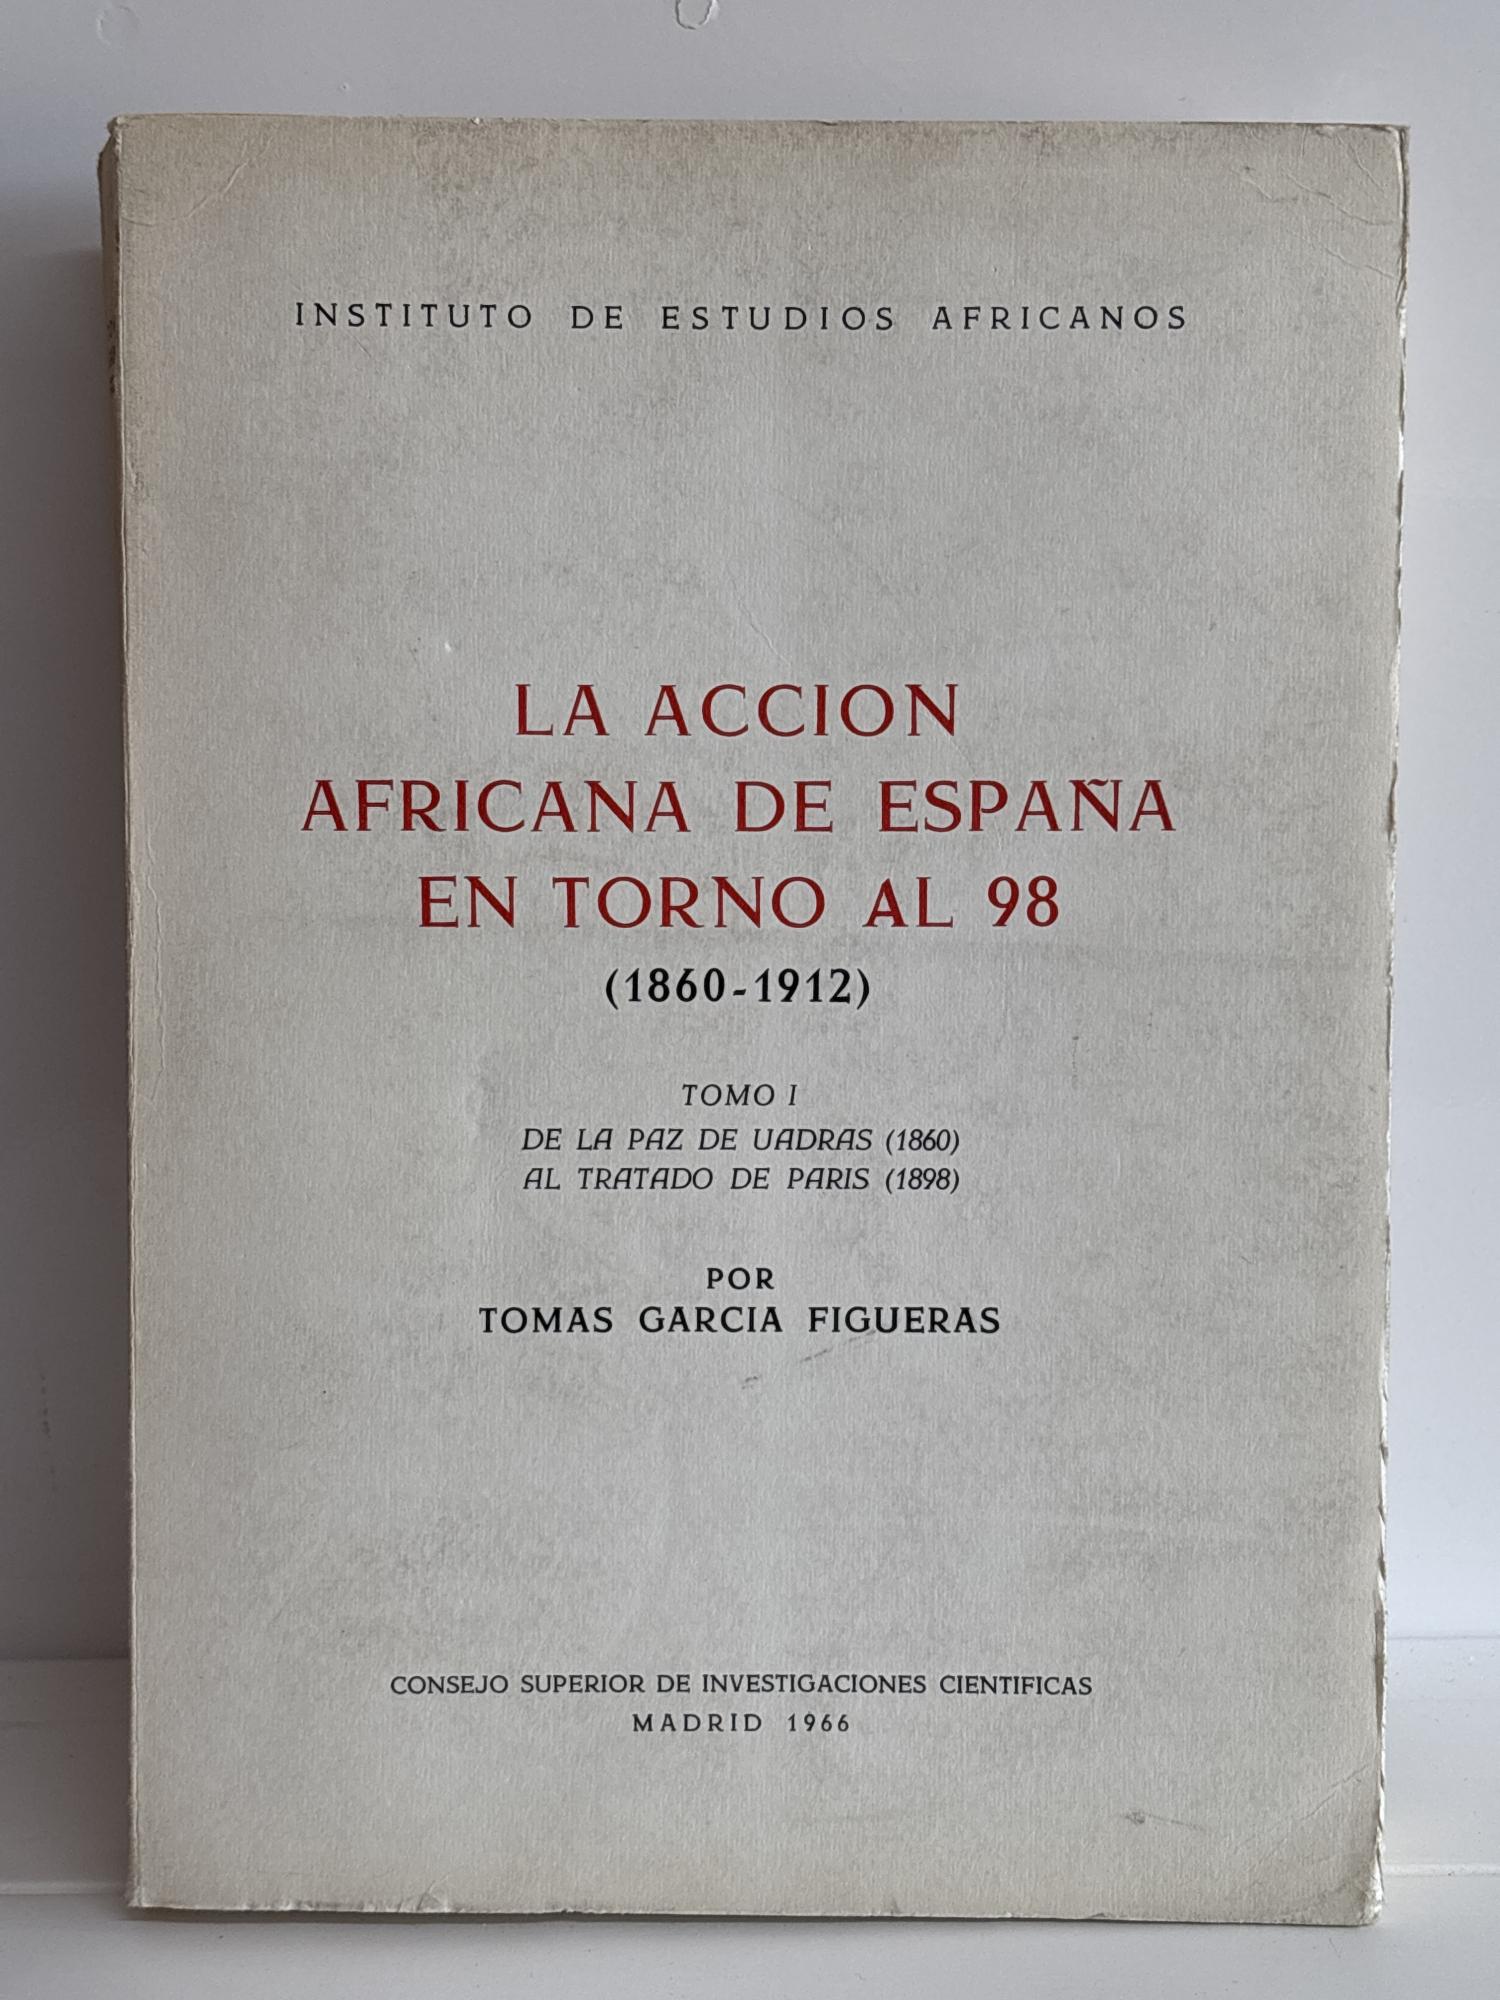 INSTITUTO DE ESTUDIOS AFRICANOS
LA ACCION
AFRICANA DE ESPAÑA
EN TORNO AL 98
(1860-1912)
TOMO I
DE LA PAZ DE UADRAS (1860)
AL TRATADO DE PARIS (1898)
POR
TOMAS GARCIA FIGUERAS
CONSEJO SUPERIOR DE INVESTIGACIONES CIENTIFICAS
MADRID 1966